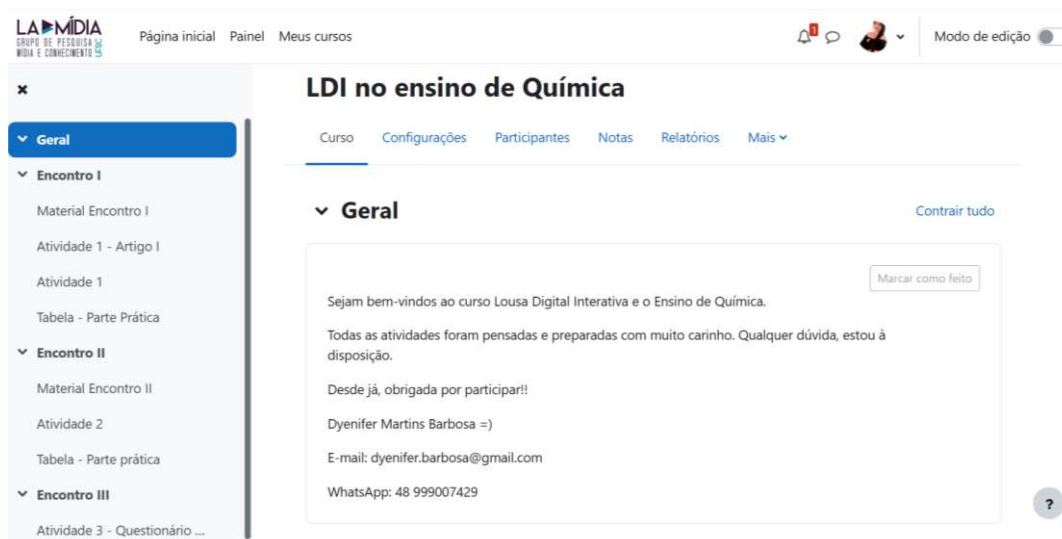 LAMÍDIA
GRUPO DE PESQUISA
MÍDIA E CONHECIMENTO UFSC
Página inicial Painel Meus cursos
1
Modo de edição
Geral
Encontro I
Material Encontro I
Atividade 1 - Artigo I
Atividade 1
Tabela - Parte Prática
Encontro II
Material Encontro II
Atividade 2
Tabela - Parte prática
Encontro III
Atividade 3 - Questionário ...
LDI no ensino de Química
Curso Configurações Participantes Notas Relatórios Mais
Geral
Contrair tudo
Marcar como feito
Sejam bem-vindos ao curso Lousa Digital Interativa e o Ensino de Química.
Todas as atividades foram pensadas e preparadas com muito carinho. Qualquer dúvida, estou à
disposição.
Desde já, obrigada por participar!!
Dyenifer Martins Barbosa =)
E-mail: dyenifer.barbosa@gmail.com
WhatsApp: 48 999007429
?